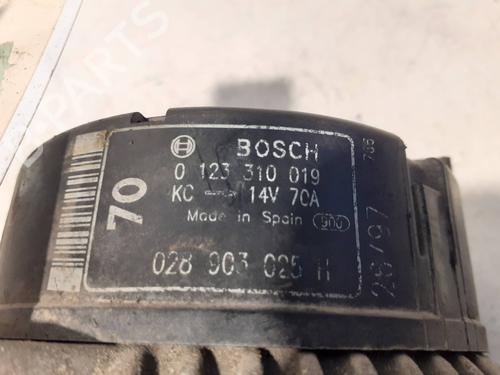 BOSCH
0 123 310 019
KC 14V 70A
Made in Spain
028 903 025 H
70
26/97